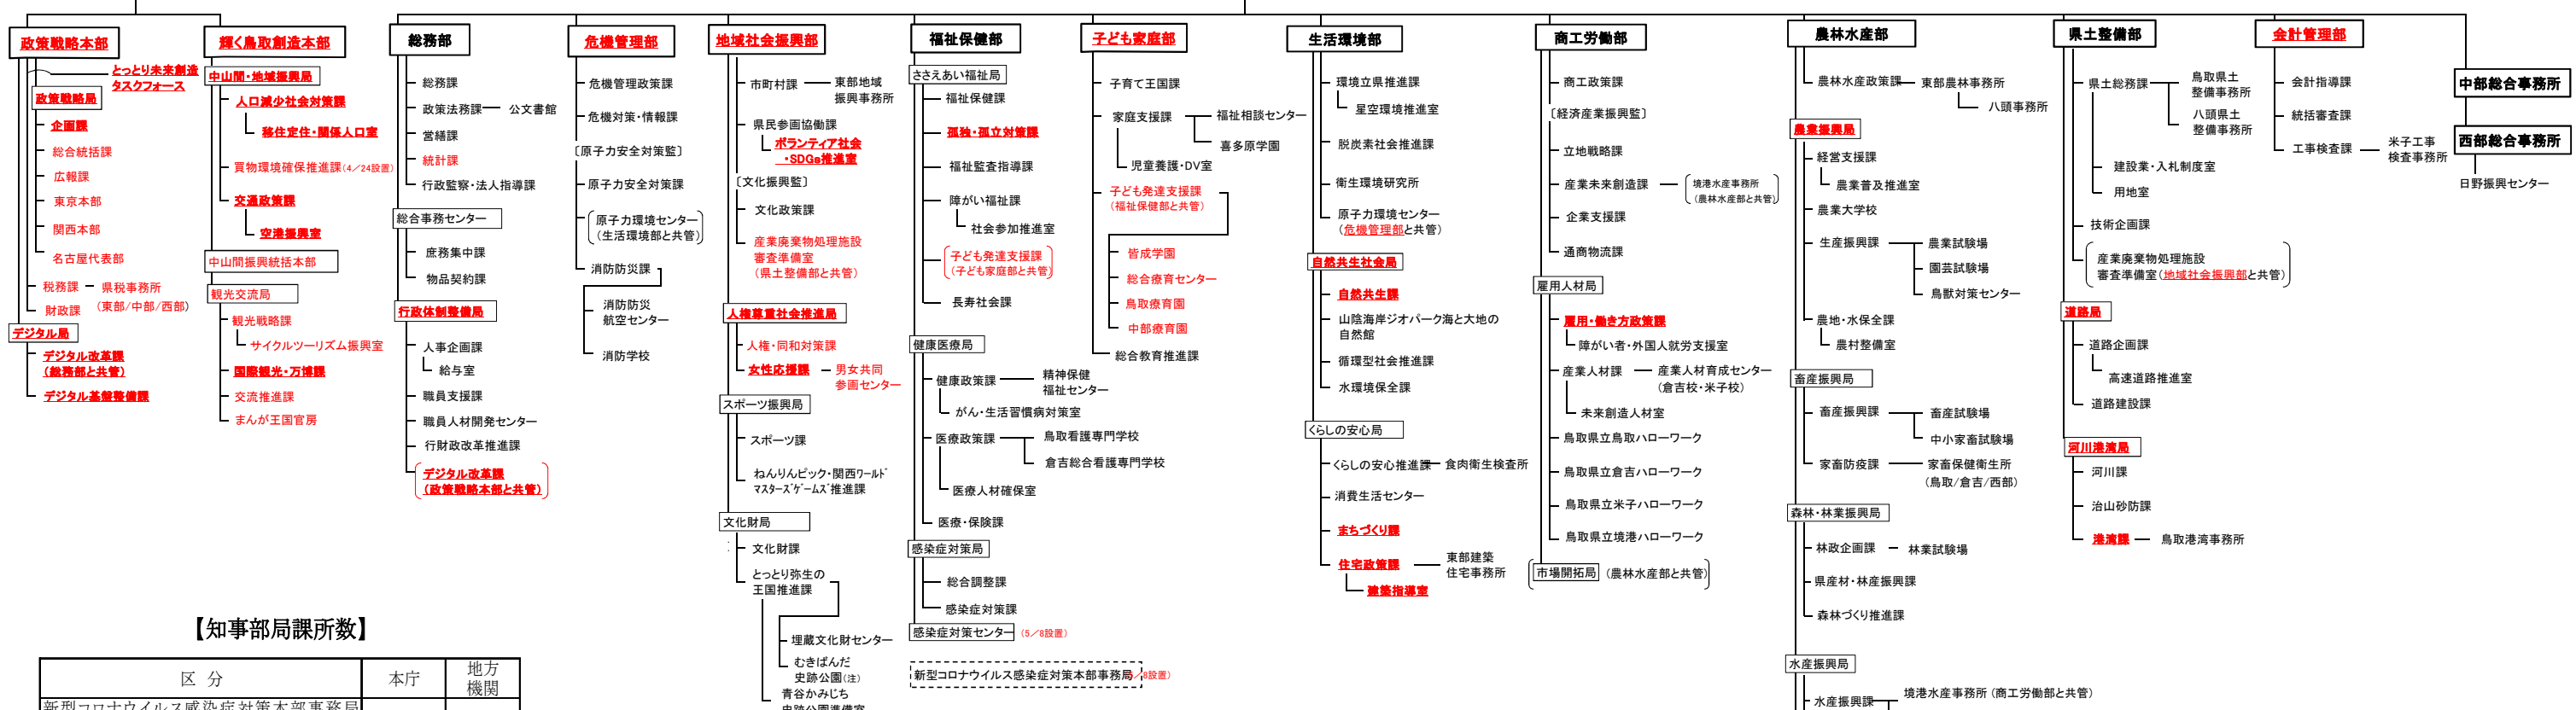 政策戦略本部
とっとり未来創造
タスクフォース
政策戦略局
企画課
総合統括課
広報課
東京本部
関西本部
名古屋代表部
税務課
県税事務所
(東部/中部/西部)
財政課
デジタル局
デジタル改革課
(総務部と共管)
デジタル基盤整備課
輝く鳥取創造本部
中山間・地域振興局
人口減少社会対策課
移住定住・関係人口室
買物環境確保推進課(4/24設置)
交通政策課
空港振興室
中山間振興統括本部
観光交流局
観光戦略課
サイクルツーリズム振興室
国際観光・万博課
交流推進課
まんが王国官房
総務部
総務課
政策法務課
公文書館
営繕課
統計課
行政監察・法人指導課
総合事務センター
庶務集中課
物品契約課
行政体制整備局
人事企画課
給与室
職員支援課
職員人材開発センター
行財政改革推進課
デジタル改革課
(政策戦略本部と共管)
危機管理部
危機管理政策課
危機対策・情報課
〔原子力安全対策監〕
原子力安全対策課
原子力環境センター
(生活環境部と共管)
消防防災課
消防防災
航空センター
消防学校
地域社会振興部
市町村課
東部地域
振興事務所
県民参画協働課
ボランティア社会
・SDGs推進室
〔文化振興監〕
文化政策課
産業廃棄物処理施設
審査準備室
(県土整備部と共管)
人権尊重社会推進局
人権・同和対策課
女性応援課
男女共同
参画センター
スポーツ振興局
スポーツ課
ねんりんピック・関西ワールド
マスターズゲームズ推進課
文化財局
文化財課
とっとり弥生の
王国推進課
埋蔵文化財センター
むきばんだ
史跡公園(注)
青谷かみじち
史跡公園準備室
福祉保健部
ささえあい福祉局
福祉保健課
孤独・孤立対策課
福祉監査指導課
障がい福祉課
社会参加推進室
子ども発達支援課
(子ども家庭部と共管)
長寿社会課
健康医療局
健康政策課
精神保健
福祉センター
がん・生活習慣病対策室
医療政策課
鳥取看護専門学校
倉吉総合看護専門学校
医療人材確保室
医療・保険課
感染症対策局
総合調整課
感染症対策課
感染症対策センター (5/8設置)
新型コロナウイルス感染症対策本部事務局
/8設置)
子ども家庭部
子育て王国課
家庭支援課
福祉相談センター
喜多原学園
児童養護・DV室
子ども発達支援課
(福祉保健部と共管)
皆成学園
総合療育センター
鳥取療育園
中部療育園
総合教育推進課
生活環境部
環境立県推進課
星空環境推進室
脱炭素社会推進課
衛生環境研究所
原子力環境センター
(危機管理部と共管)
自然共生社会局
自然共生課
山陰海岸ジオパーク海と大地の
自然館
循環型社会推進課
水環境保全課
くらしの安心局
くらしの安心推進課
食肉衛生検査所
消費生活センター
まちづくり課
住宅政策課
東部建築
住宅事務所
建築指導室
商工労働部
商工政策課
〔経済産業振興監〕
立地戦略課
産業未来創造課
境港水産事務所
(農林水産部と共管)
企業支援課
通商物流課
雇用人材局
雇用・働き方政策課
障がい者・外国人就労支援室
産業人材課
産業人材育成センター
(倉吉校・米子校)
未来創造人材室
鳥取県立鳥取ハローワーク
鳥取県立倉吉ハローワーク
鳥取県立米子ハローワーク
鳥取県立境港ハローワーク
市場開拓局 (農林水産部と共管)
農林水産部
農林水産政策課
東部農林事務所
八頭事務所
農業振興局
経営支援課
農業普及推進室
農業大学校
生産振興課
農業試験場
園芸試験場
鳥獣対策センター
農地・水保全課
農村整備室
畜産振興局
畜産振興課
畜産試験場
中小家畜試験場
家畜防疫課
家畜保健衛生所
(鳥取/倉吉/西部)
森林・林業振興局
林政企画課
林業試験場
県産材・林産振興課
森林づくり推進課
水産振興局
水産振興課
境港水産事務所 (商工労働部と共管)
県土整備部
県土総務課
鳥取県土
整備事務所
八頭県土
整備事務所
建設業・入札制度室
用地室
技術企画課
産業廃棄物処理施設
審査準備室(地域社会振興部と共管)
道路局
道路企画課
高速道路推進室
道路建設課
河川港湾局
河川課
治山砂防課
港湾課
鳥取港湾事務所
会計管理部
会計指導課
統括審査課
工事検査課
米子工事
検査事務所
中部総合事務所
西部総合事務所
日野振興センター
【知事部局課所数】
区 分
本庁
地方
機関
新型コロナウイルス感染症対策本部事務局